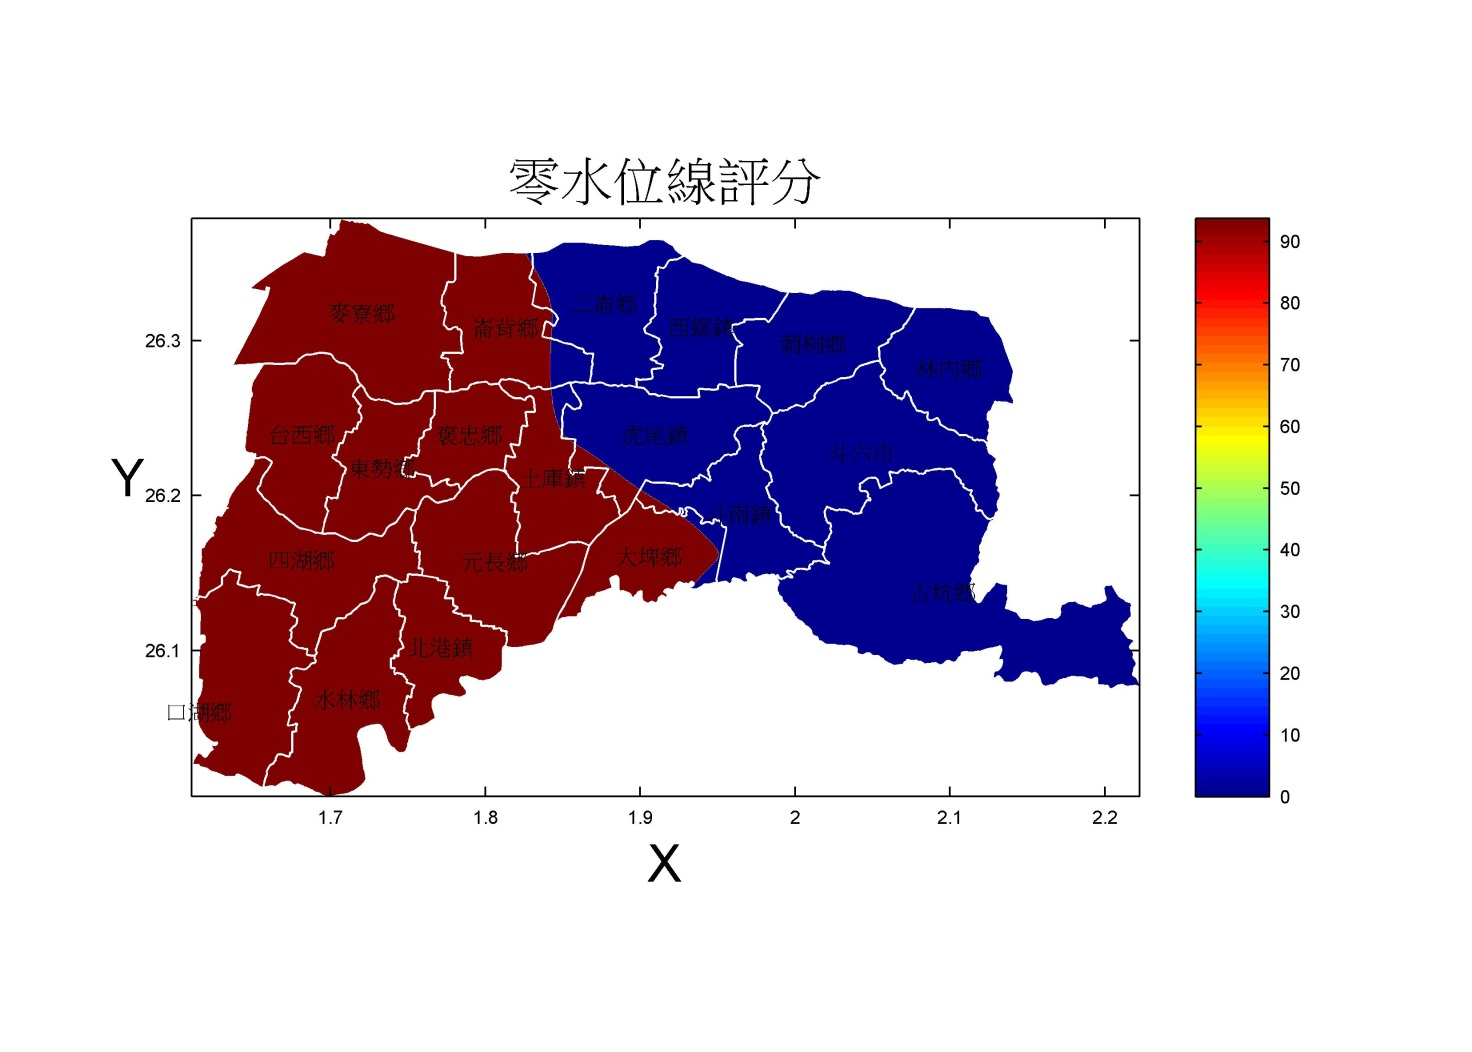 零水位線評分
麥寮鄉
崙背鄉
二崙鄉
西螺鎮
莿桐鄉
林內鄉
台西鄉
東勢鄉
褒忠鄉
土庫鎮
虎尾鎮
斗六市
斗南鎮
四湖鄉
元長鄉
大埤鄉
古坑鄉
北港鎮
水林鄉
口湖鄉
Y
26.3
26.2
26.1
1.7
1.8
1.9
2
2.1
2.2
X
90
80
70
60
50
40
30
20
10
0